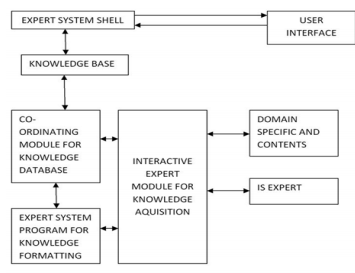 EXPERT SYSTEM SHELL
USER
INTERFACE
KNOWLEDGE BASE
CO-
ORDINATING
MODULE FOR
KNOWLEDGE
DATABASE
INTERACTIVE
EXPERT
MODULE FOR
KNOWLEDGE
AQUISITION
DOMAIN
SPECIFIC AND
CONTENTS
IS EXPERT
EXPERT SYSTEM
PROGRAM FOR
KNOWLEDGE
FORMATTING